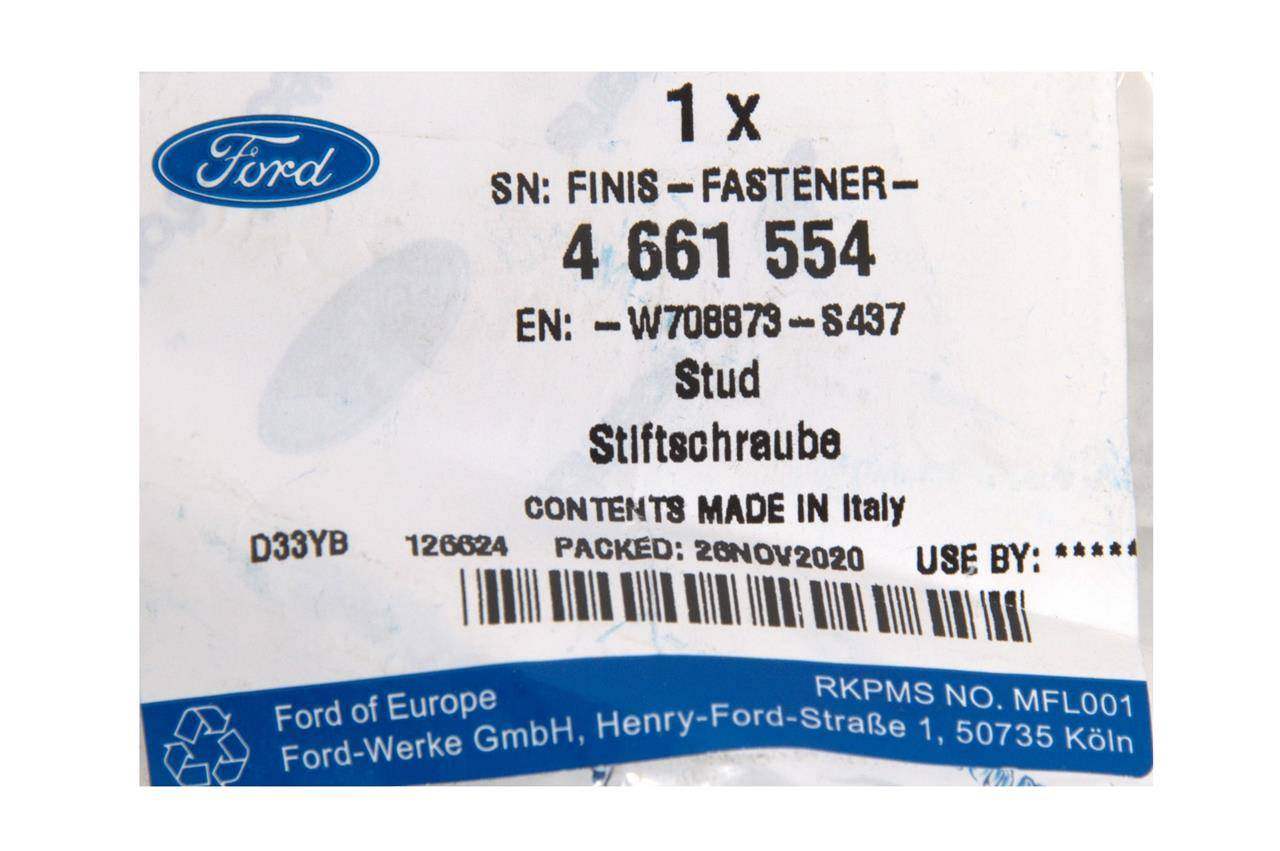 Ford
1 x
SN: FINIS-FASTENER-
4 661 554
EN: -W708873-S437
Stud
Stiftschraube
CONTENTS MADE IN Italy
D33YB 126624 PACKED: 26NOV2020 USE BY: *****
RKPMS NO. MFL001
Ford of Europe
Ford-Werke GmbH, Henry-Ford-Straße 1, 50735 Köln